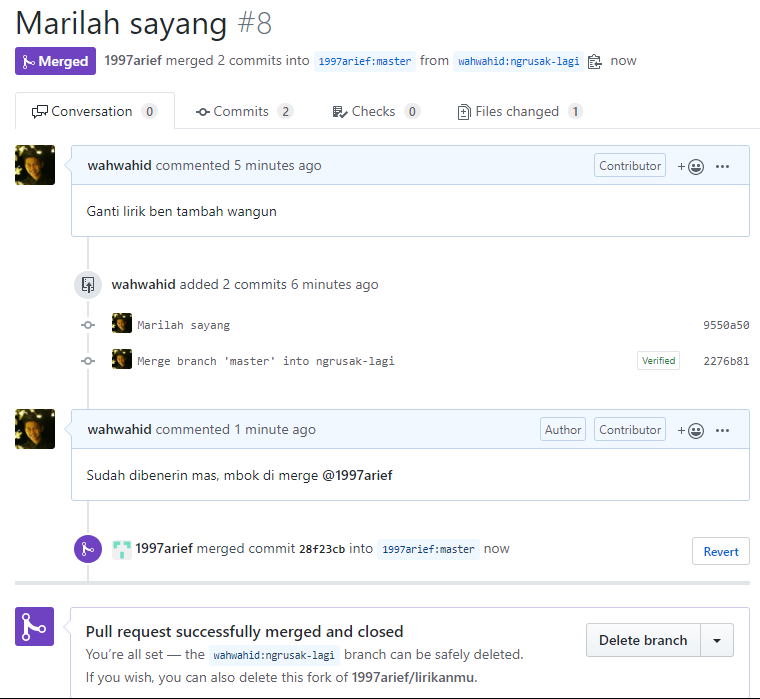 Marilah sayang #8
Merged 1997arief merged 2 commits into 1997arief:master from wahwahid:ngrusak-lagi now
Conversation 0 Commits 2 Checks 0 Files changed 1
wahwahid commented 5 minutes ago Contributor + ...
Ganti lirik ben tambah wangun
wahwahid added 2 commits 6 minutes ago
Marilah sayang 9550a50
Merge branch 'master' into ngrusak-lagi Verified 2276b81
wahwahid commented 1 minute ago Author Contributor + ...
Sudah dibenerin mas, mbok di merge @1997arief
1997arief merged commit 28f23cb into 1997arief:master now Revert
Pull request successfully merged and closed
You’re all set — the wahwahid:ngrusak-lagi branch can be safely deleted.
If you wish, you can also delete this fork of 1997arief/lirikanmu.
Delete branch